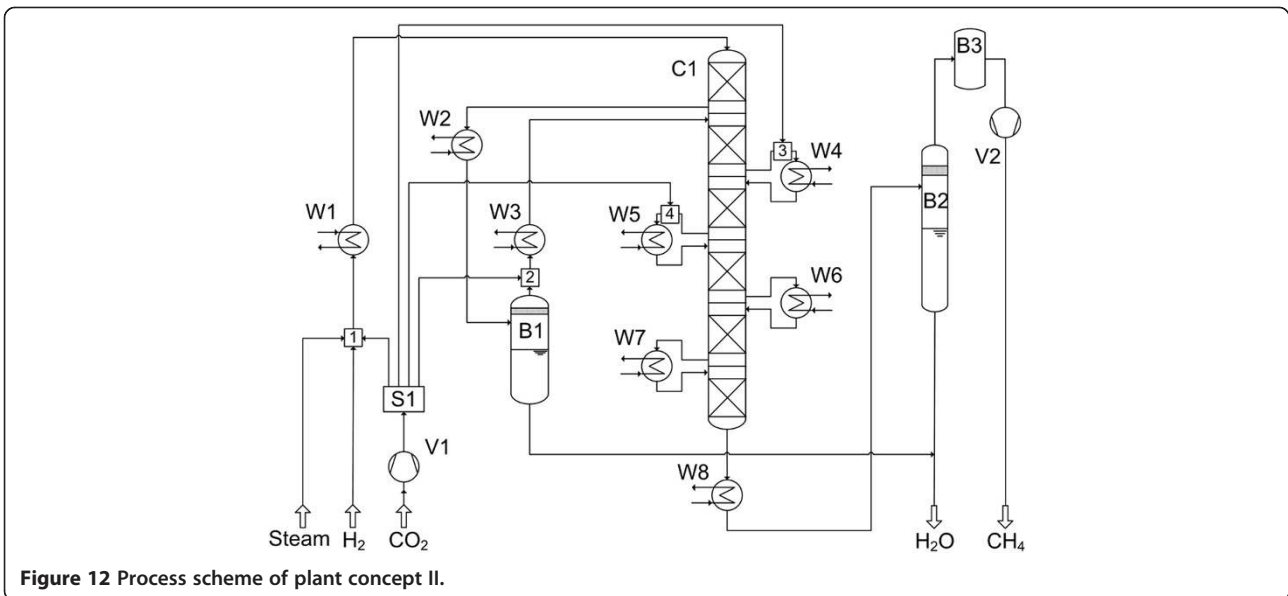 B3
C1
W2
V2
3
W4
B2
W1
W5
4
W3
2
W6
B1
1
W7
S1
V1
W8
Steam
H₂
CO₂
H₂O
CH₄
Figure 12 Process scheme of plant concept II.